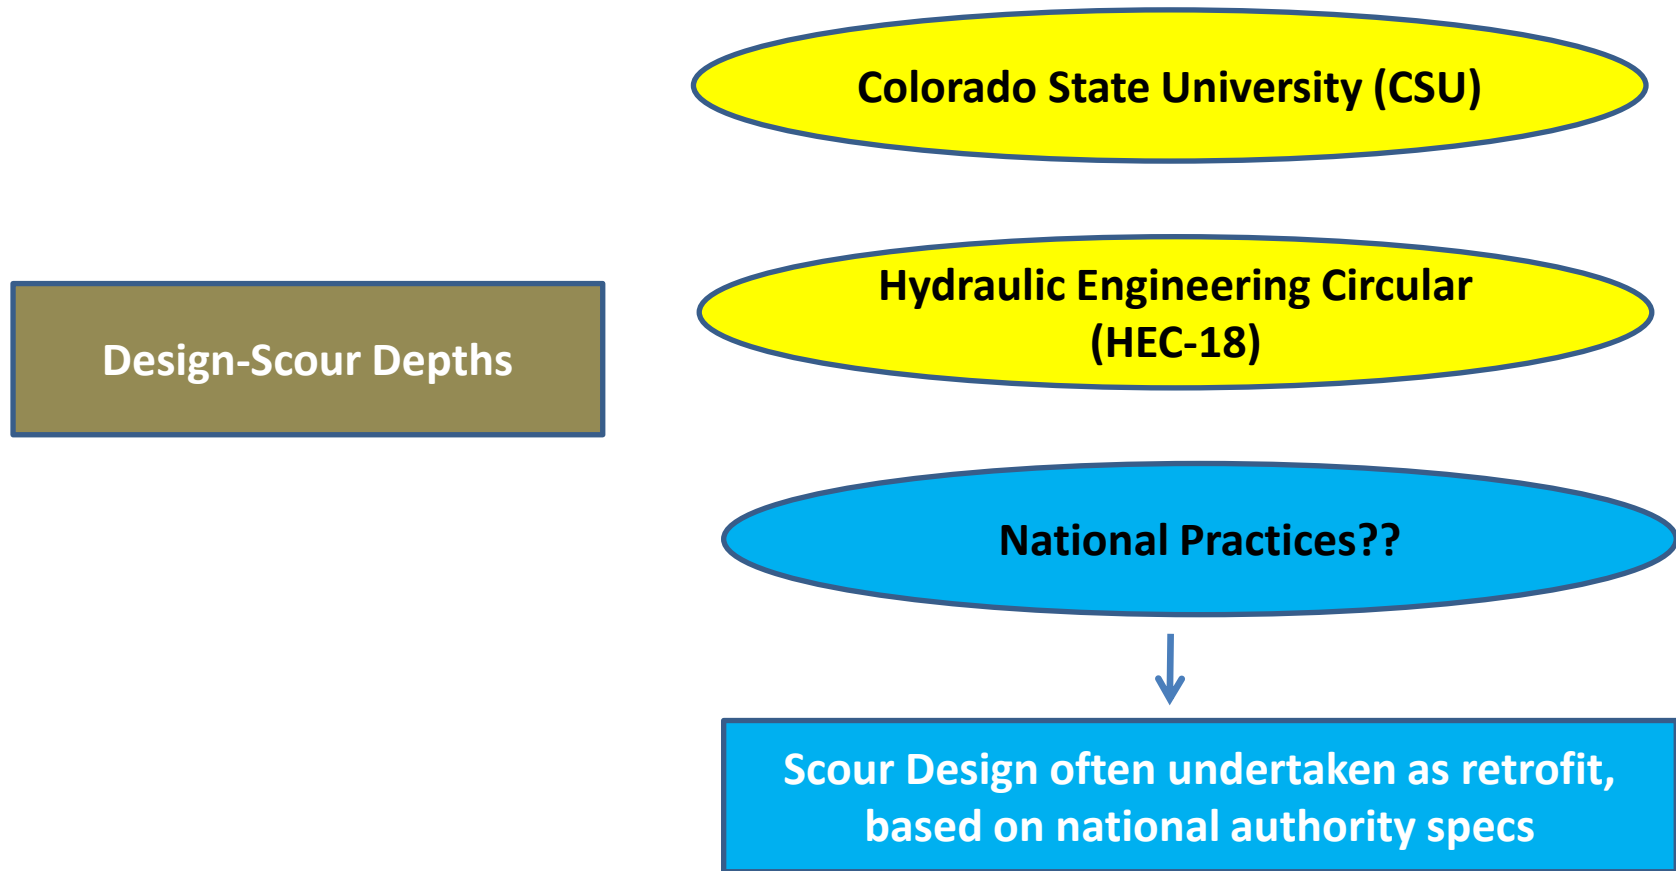 Colorado State University (CSU)
Hydraulic Engineering Circular
(HEC-18)
Design-Scour Depths
National Practices??
Scour Design often undertaken as retrofit,
based on national authority specs